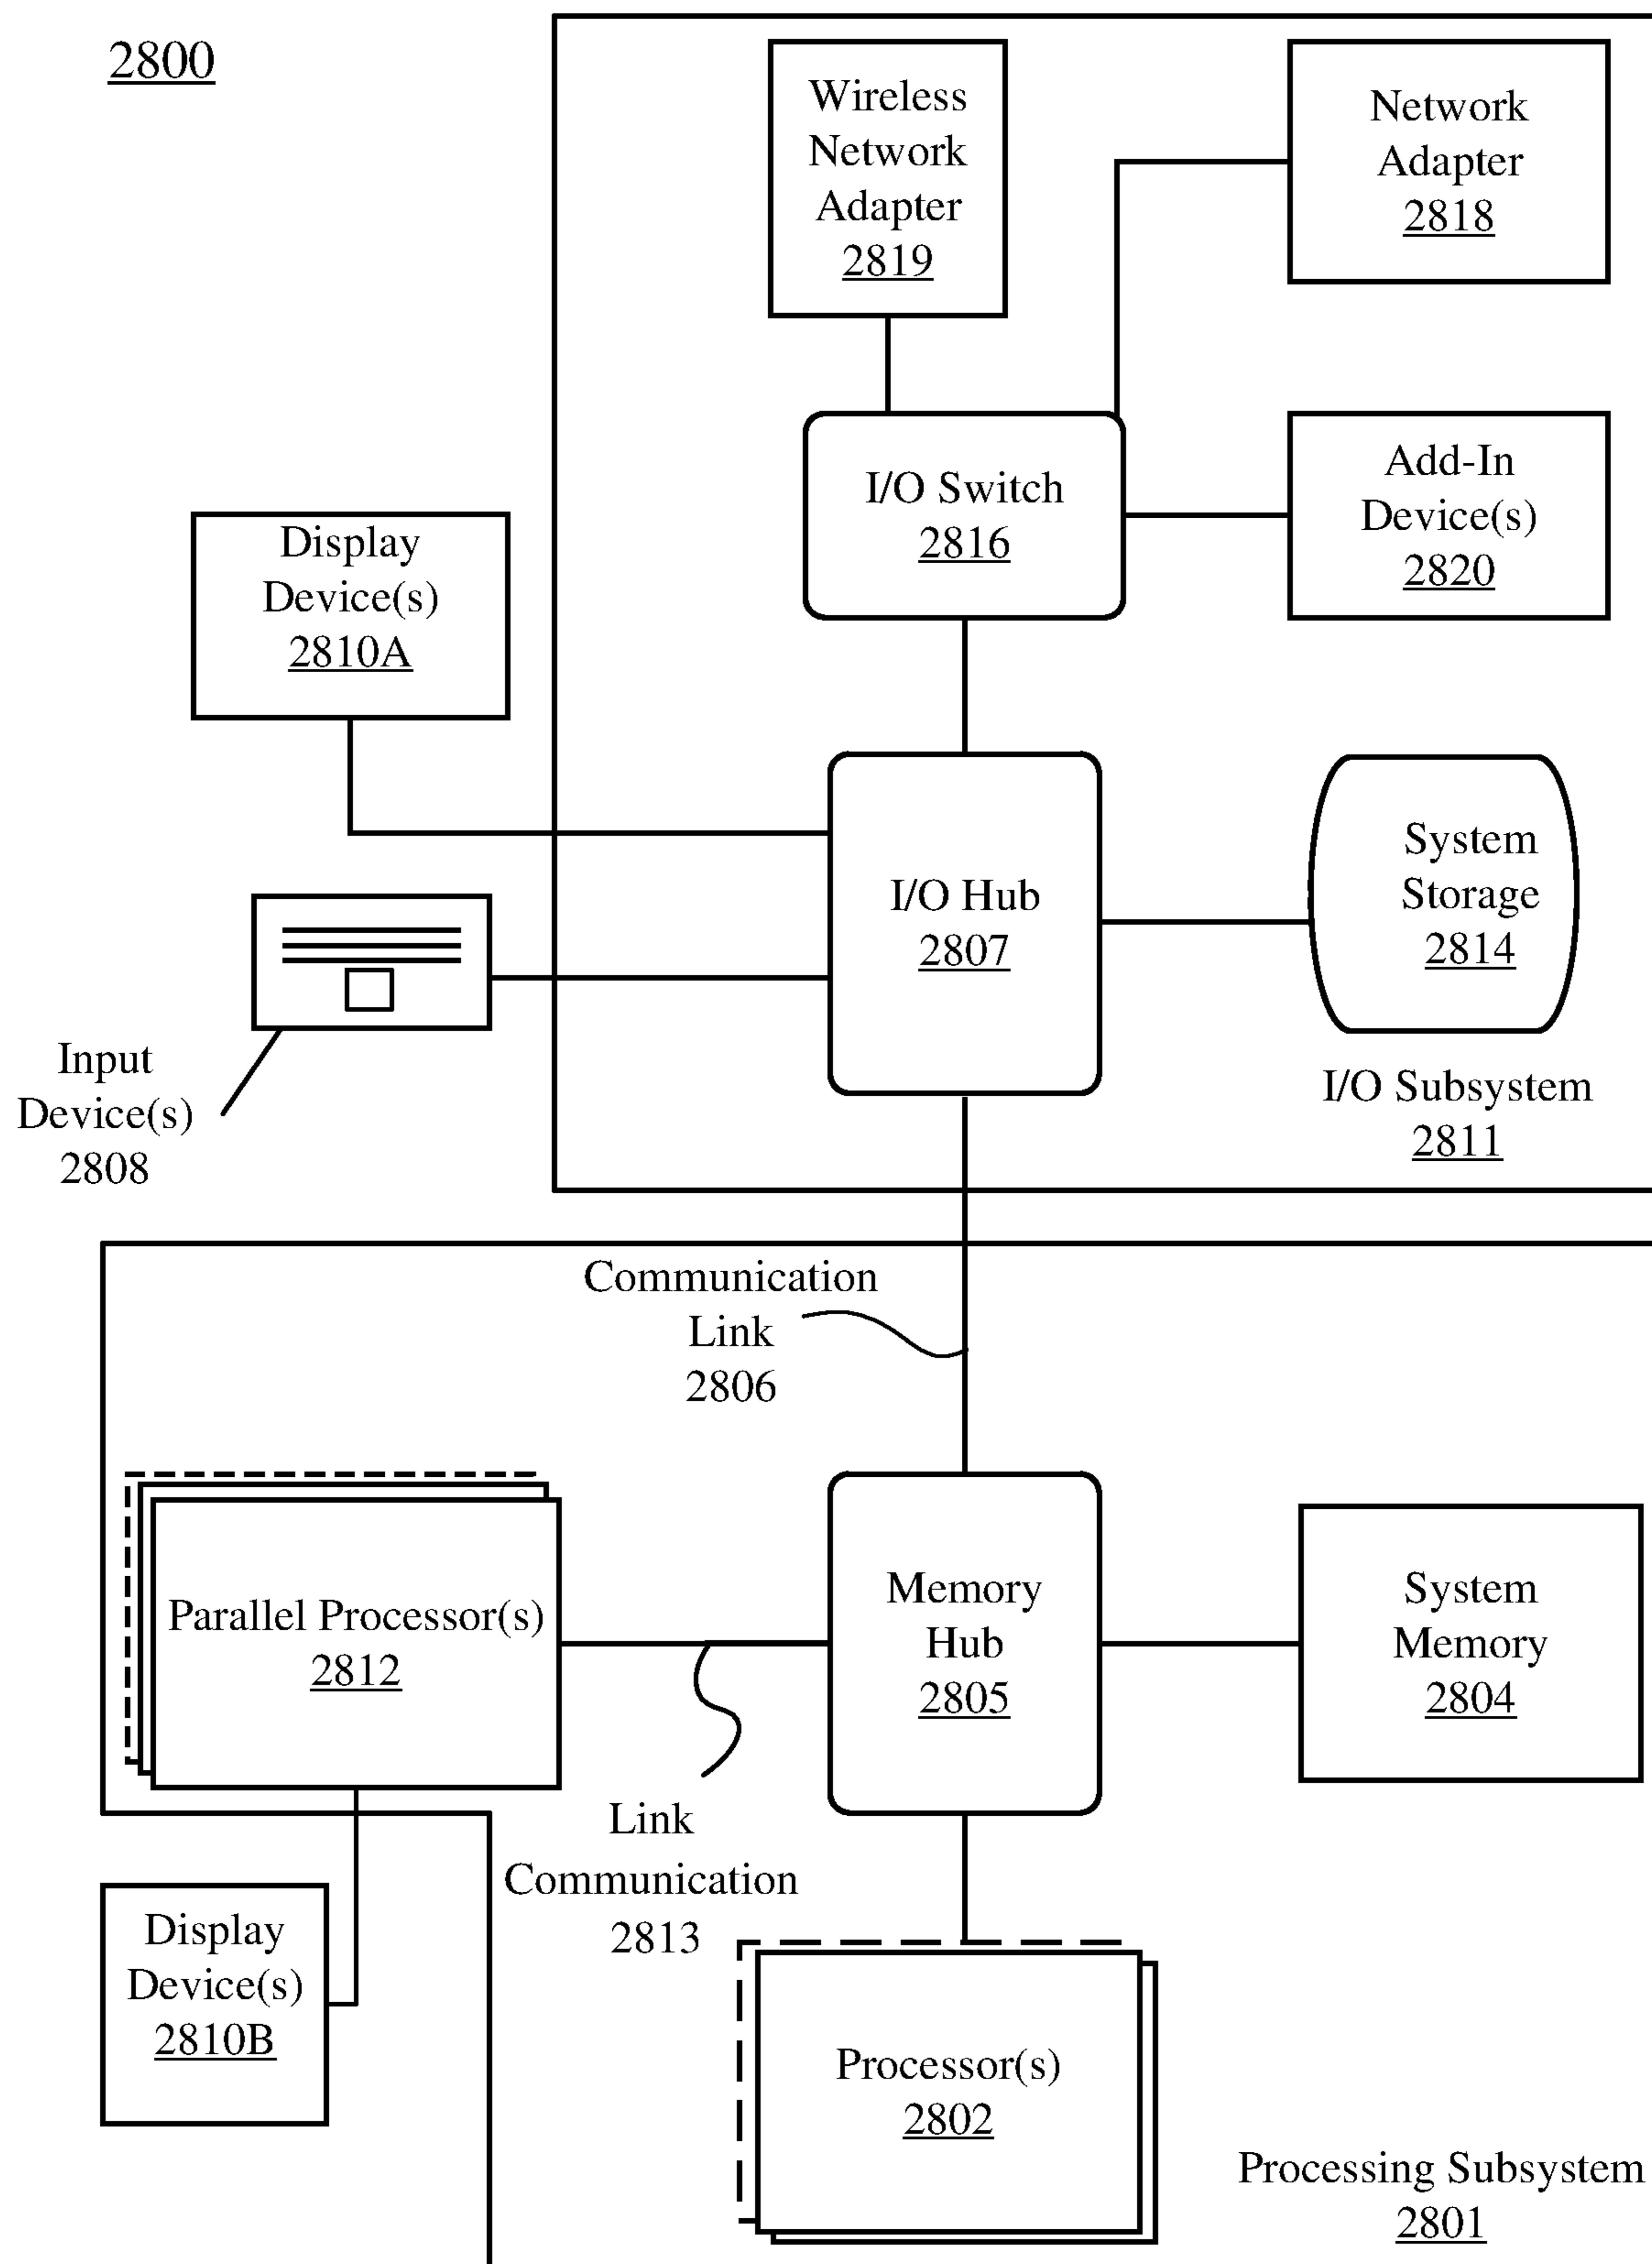 2800
Wireless
Network
Adapter
2819
Network
Adapter
2818
I/O Switch
2816
Add-In
Device(s)
2820
Display
Device(s)
2810A
I/O Hub
2807
System
Storage
2814
Input
Device(s)
2808
I/O Subsystem
2811
Communication
Link
2806
Parallel Processor(s)
2812
Memory
Hub
2805
System
Memory
2804
Link
Communication
2813
Display
Device(s)
2810B
Processor(s)
2802
Processing Subsystem
2801